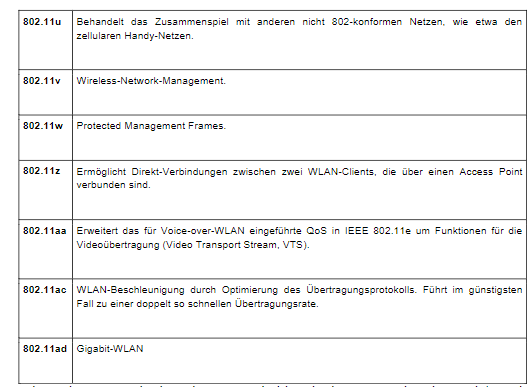 802.11u Behandelt das Zusammenspiel mit anderen nicht 802-konformen Netzen, wie etwa den
zellularen Handy-Netzen.
802.11v Wireless-Network-Management.
802.11w Protected Management Frames.
802.11z Ermöglicht Direkt-Verbindungen zwischen zwei WLAN-Clients, die über einen Access Point
verbunden sind.
802.11aa Erweitert das für Voice-over-WLAN eingeführte QoS in IEEE 802.11e um Funktionen für die
Videoübertragung (Video Transport Stream, VTS).
802.11ac WLAN-Beschleunigung durch Optimierung des Übertragungsprotokolls. Führt im günstigsten
Fall zu einer doppelt so schnellen Übertragungsrate.
802.11ad Gigabit-WLAN